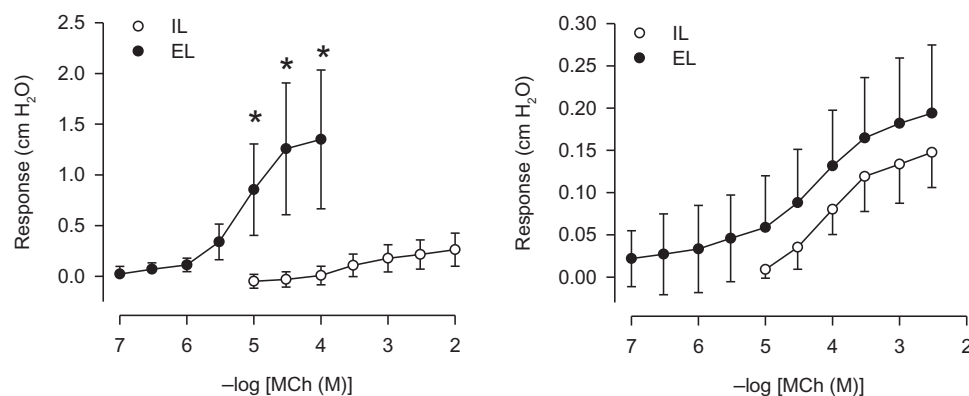 IL
EL
2.5
2.0
1.5
1.0
0.5
0.0
Response (cm H₂O)
*
*
*
7 6 5 4 3 2
–log [MCh (M)]
IL
EL
0.30
0.25
0.20
0.15
0.10
0.05
0.00
Response (cm H₂O)
7 6 5 4 3 2
–log [MCh (M)]